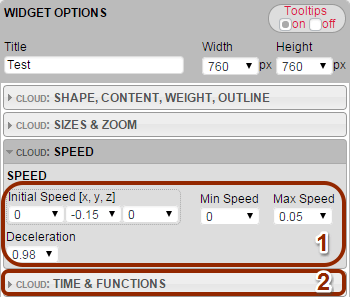 WIDGET OPTIONS
Tooltips
on off
Title Width Height
Test 760 px 760 px
CLOUD: SHAPE, CONTENT, WEIGHT, OUTLINE
CLOUD: SIZES & ZOOM
CLOUD: SPEED
SPEED
Initial Speed [x, y, z] Min Speed Max Speed
0 -0.15 0 0 0.05
Deceleration
0.98
1
CLOUD: TIME & FUNCTIONS
2